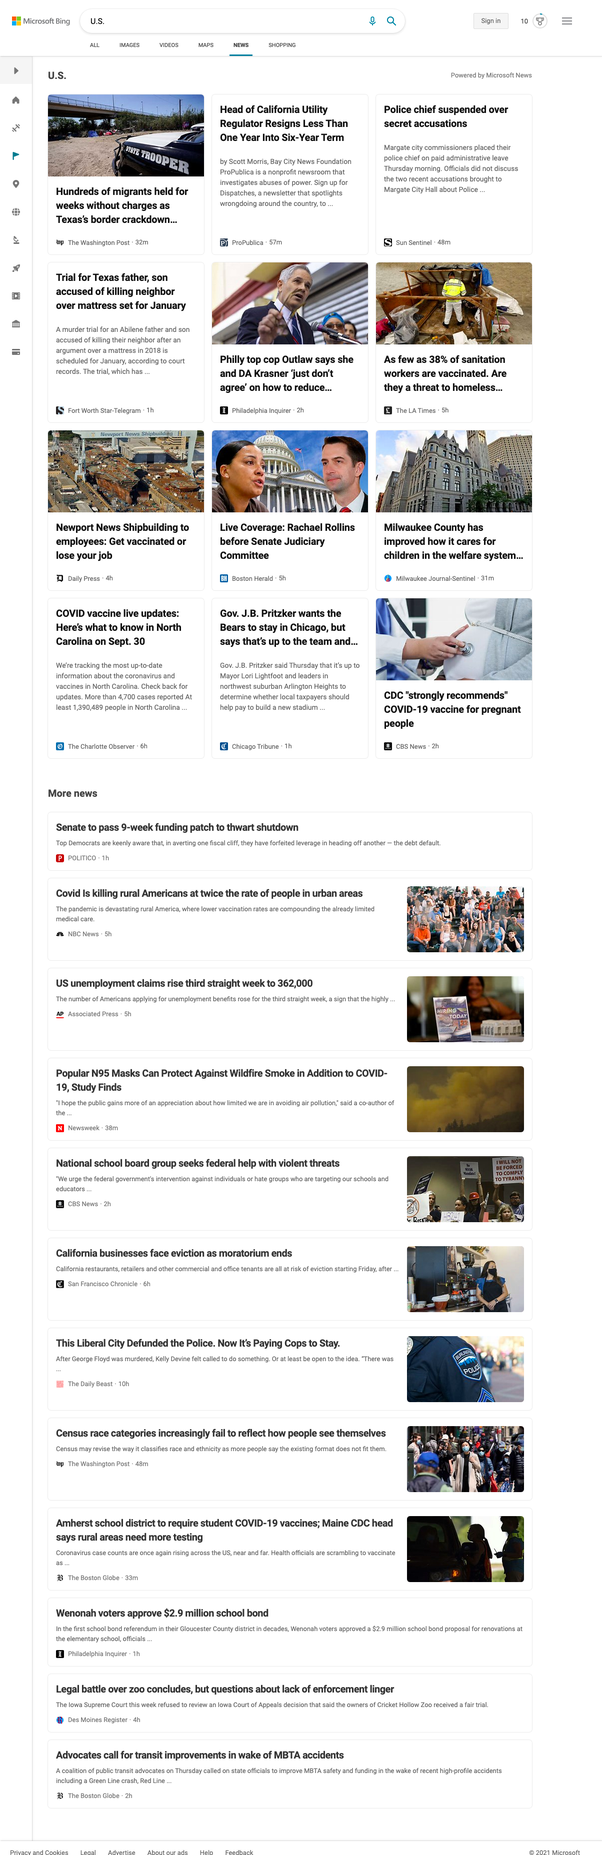 Microsoft Bing
U.S.
Sign in
10
ALL IMAGES VIDEOS MAPS NEWS SHOPPING
U.S.
Powered by Microsoft News
STATE TROOPER
Hundreds of migrants held for
weeks without charges as
Texas's border crackdown...
wp The Washington Post · 32m
Head of California Utility
Regulator Resigns Less Than
One Year Into Six-Year Term
by Scott Morris, Bay City News Foundation
ProPublica is a nonprofit newsroom that
investigates abuses of power. Sign up for
Dispatches, a newsletter that spotlights
wrongdoing around the country, to ...
ProPublica · 57m
Police chief suspended over
secret accusations
Margate city commissioners placed their
police chief on paid administrative leave
Thursday morning. Officials did not discuss
the two recent accusations brought to
Margate City Hall about Police ...
S Sun Sentinel · 48m
Trial for Texas father, son
accused of killing neighbor
over mattress set for January
A murder trial for an Abilene father and son
accused of killing their neighbor after an
argument over a mattress in 2018 is
scheduled for January, according to court
records. The trial, which has ...
Fort Worth Star-Telegram · 1h
Philly top cop Outlaw says she
and DA Krasner 'just don't
agree' on how to reduce...
Philadelphia Inquirer · 2h
As few as 38% of sanitation
workers are vaccinated. Are
they a threat to homeless...
The LA Times · 5h
Newport News Shipbuilding
Newport News Shipbuilding to
employees: Get vaccinated or
lose your job
Daily Press · 4h
Live Coverage: Rachael Rollins
before Senate Judiciary
Committee
Boston Herald · 5h
Milwaukee County has
improved how it cares for
children in the welfare system...
Milwaukee Journal-Sentinel · 31m
COVID vaccine live updates:
Here's what to know in North
Carolina on Sept. 30
We're tracking the most up-to-date
information about the coronavirus and
vaccines in North Carolina. Check back for
updates. More than 4,700 cases reported At
least 1,390,489 people in North Carolina ...
The Charlotte Observer · 6h
Gov. J.B. Pritzker wants the
Bears to stay in Chicago, but
says that's up to the team and...
Gov. J.B. Pritzker said Thursday that it's up to
Mayor Lori Lightfoot and leaders in
northwest suburban Arlington Heights to
determine whether local taxpayers should
help pay to build a new stadium ...
Chicago Tribune · 1h
CDC "strongly recommends"
COVID-19 vaccine for pregnant
people
CBS News · 2h
More news
Senate to pass 9-week funding patch to thwart shutdown
Top Democrats are keenly aware that, in averting one fiscal cliff, they have forfeited leverage in heading off another — the debt default.
P POLITICO · 1h
Covid Is killing rural Americans at twice the rate of people in urban areas
The pandemic is devastating rural America, where lower vaccination rates are compounding the already limited
medical care.
NBC News · 5h
US unemployment claims rise third straight week to 362,000
The number of Americans applying for unemployment benefits rose for the third straight week, a sign that the highly ...
AP Associated Press · 5h
HIRING
TODAY
Popular N95 Masks Can Protect Against Wildfire Smoke in Addition to COVID-
19, Study Finds
"I hope the public gains more of an appreciation about how limited we are in avoiding air pollution," said a co-author of
the ...
N Newsweek · 38m
National school board group seeks federal help with violent threats
"We urge the federal government's intervention against individuals or hate groups who are targeting our schools and
educators ...
CBS News · 2h
I WILL NOT
BE FORCED
TO COMPLY
TO TYRANNY
California businesses face eviction as moratorium ends
California restaurants, retailers and other commercial and office tenants are all at risk of eviction starting Friday, after ...
San Francisco Chronicle · 6h
This Liberal City Defunded the Police. Now It's Paying Cops to Stay.
After George Floyd was murdered, Kelly Devine felt called to do something. Or at least be open to the idea. "There was
...
The Daily Beast · 10h
POLICE
Census race categories increasingly fail to reflect how people see themselves
Census may revise the way it classifies race and ethnicity as more people say the existing format does not fit them.
wp The Washington Post · 48m
Amherst school district to require student COVID-19 vaccines; Maine CDC head
says rural areas need more testing
Coronavirus case counts are once again rising across the US, near and far. Health officials are scrambling to vaccinate
as ...
B The Boston Globe · 33m
Wenonah voters approve $2.9 million school bond
In the first school bond referendum in their Gloucester County district in decades, Wenonah voters approved a $2.9 million school bond proposal for renovations at
the elementary school, officials ...
Philadelphia Inquirer · 1h
Legal battle over zoo concludes, but questions about lack of enforcement linger
The Iowa Supreme Court this week refused to review an Iowa Court of Appeals decision that said the owners of Cricket Hollow Zoo received a fair trial.
Des Moines Register · 4h
Advocates call for transit improvements in wake of MBTA accidents
A coalition of public transit advocates on Thursday called on state officials to improve MBTA safety and funding in the wake of recent high-profile accidents
including a Green Line crash, Red Line ...
B The Boston Globe · 2h
Privacy and Cookies Legal Advertise About our ads Help Feedback
© 2021 Microsoft